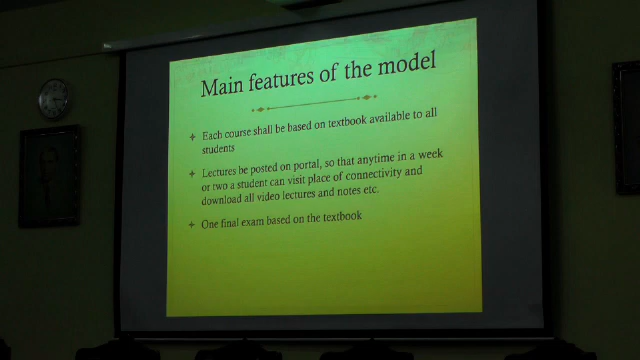 Main features of the model
Each course shall be based on textbook available to all
students
Lectures be posted on portal, so that anytime in a week
or two a student can visit place of connectivity and
download all video lectures and notes etc.
One final exam based on the textbook